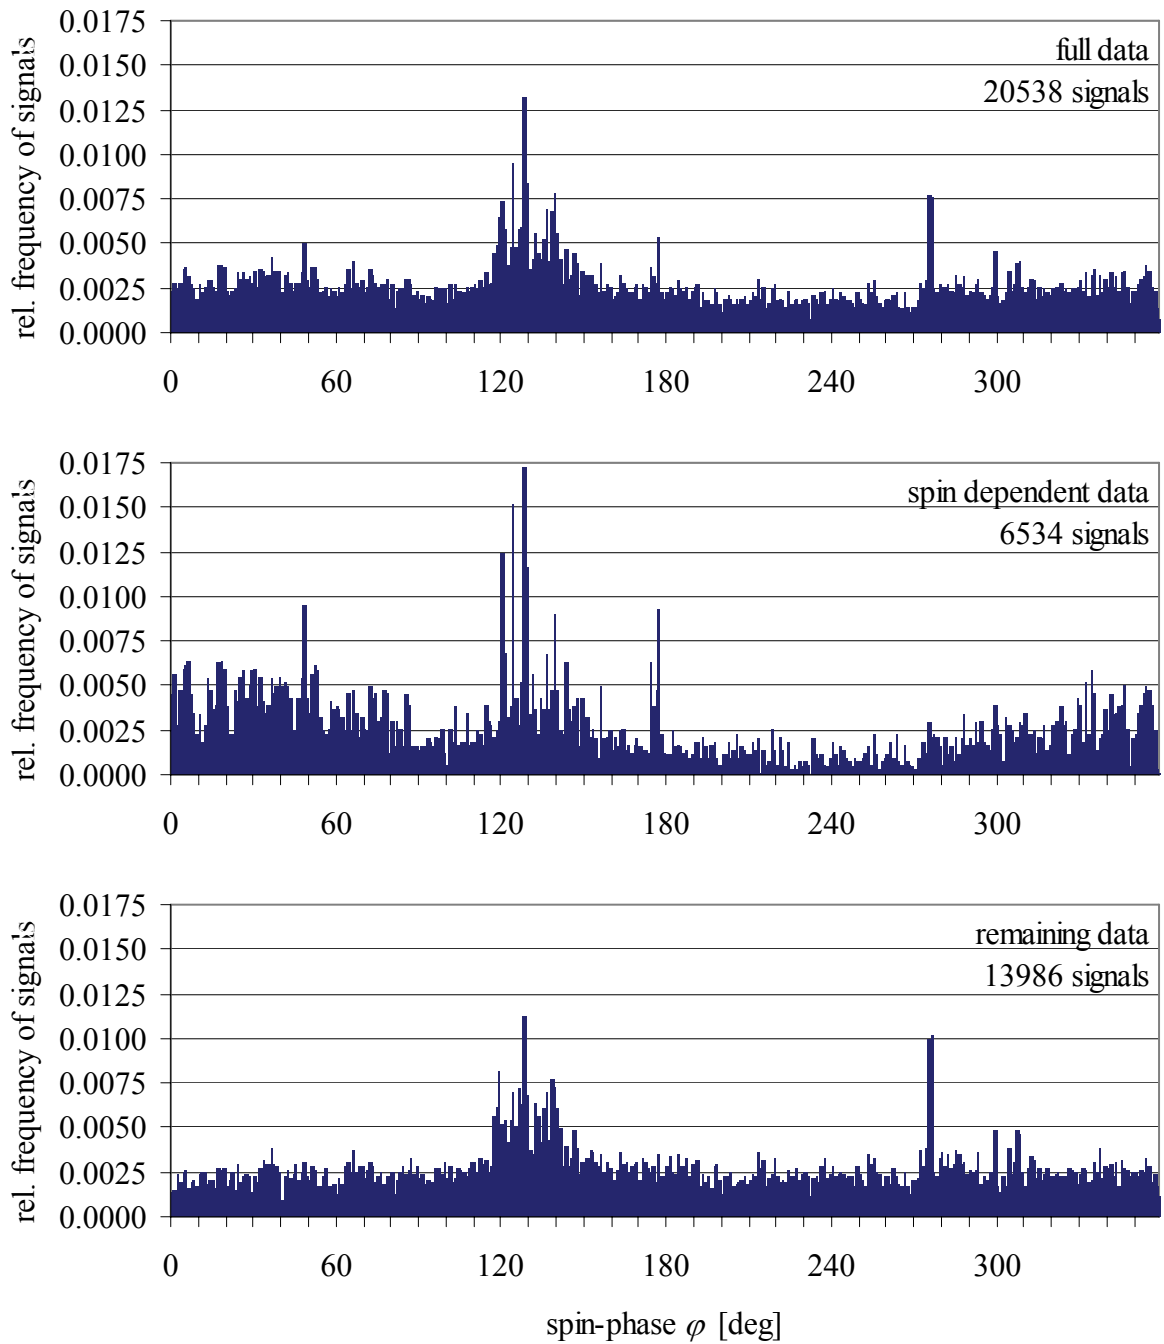 0.0175
0.0150
0.0125
0.0100
0.0075
0.0050
0.0025
0.0000
rel. frequency of signals
full data
20538 signals
0 60 120 180 240 300
0.0175
0.0150
0.0125
0.0100
0.0075
0.0050
0.0025
0.0000
rel. frequency of signals
spin dependent data
6534 signals
0 60 120 180 240 300
0.0175
0.0150
0.0125
0.0100
0.0075
0.0050
0.0025
0.0000
rel. frequency of signals
remaining data
13986 signals
0 60 120 180 240 300
spin-phase φ [deg]